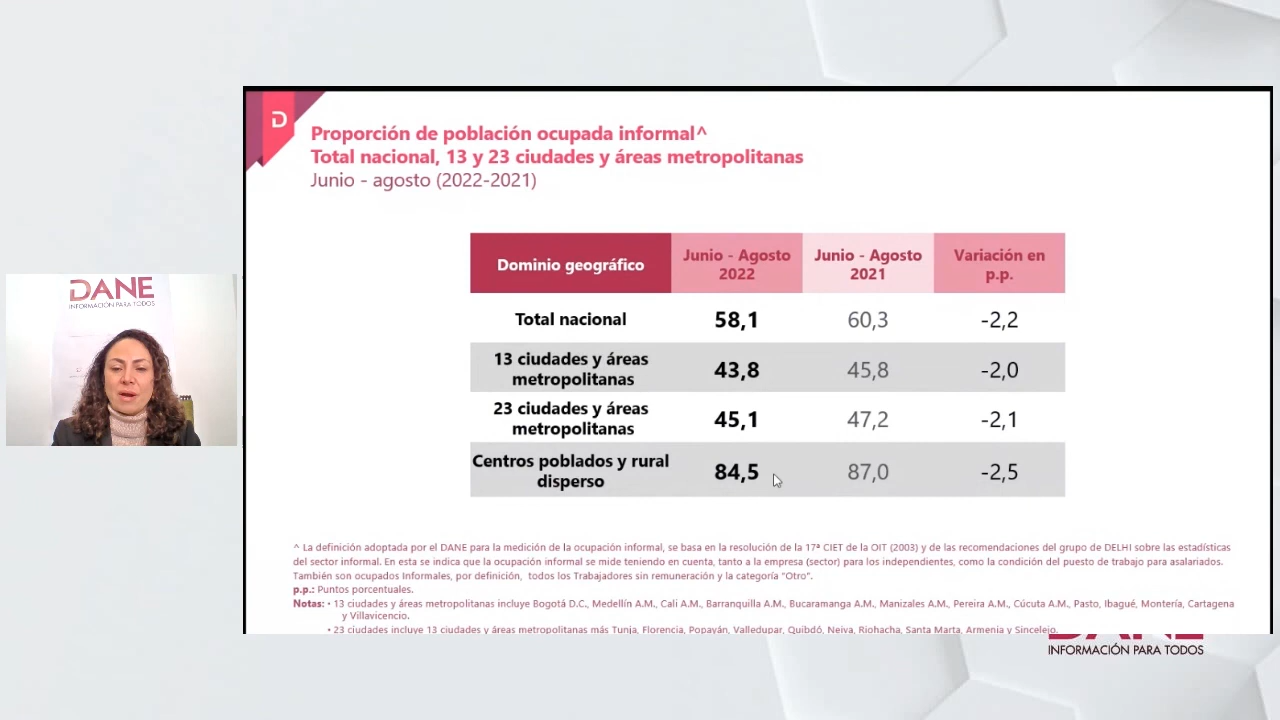 D
Proporción de población ocupada informal^
Total nacional, 13 y 23 ciudades y áreas metropolitanas
Junio - agosto (2022-2021)
Dominio geográfico
Junio - Agosto
2022
Junio - Agosto
2021
Variación en
p.p.
Total nacional
58,1
60,3
-2,2
13 ciudades y áreas
metropolitanas
43,8
45,8
-2,0
23 ciudades y áreas
metropolitanas
45,1
47,2
-2,1
Centros poblados y rural
disperso
84,5
87,0
-2,5
^ La definición adoptada por el DANE para la medición de la ocupación informal, se basa en la resolución de la 17ª CIET de la OIT (2003) y de las recomendaciones del grupo de DELHI sobre las estadísticas
del sector informal. En esta se indica que la ocupación informal se mide teniendo en cuenta, tanto a la empresa (sector) para los independientes, como la condición del puesto de trabajo para asalariados.
También son ocupados Informales, por definición, todos los Trabajadores sin remuneración y la categoría "Otro".
p.p.: Puntos porcentuales.
Notas: • 13 ciudades y áreas metropolitanas incluye Bogotá D.C., Medellín A.M., Cali A.M., Barranquilla A.M., Bucaramanga A.M., Manizales A.M., Pereira A.M., Cúcuta A.M., Pasto, Ibagué, Montería, Cartagena
y Villavicencio.
• 23 ciudades incluye 13 ciudades y áreas metropolitanas más Tunja, Florencia, Popayán, Valledupar, Quibdó, Neiva, Riohacha, Santa Marta, Armenia y Sincelejo.
DANE
INFORMACIÓN PARA TODOS
DANE
INFORMACIÓN PARA TODOS